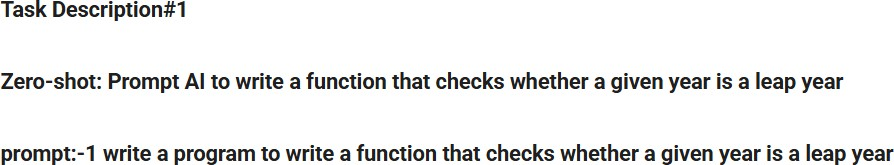 Task Description#1
Zero-shot: Prompt AI to write a function that checks whether a given year is a leap year
prompt:-1 write a program to write a function that checks whether a given year is a leap year